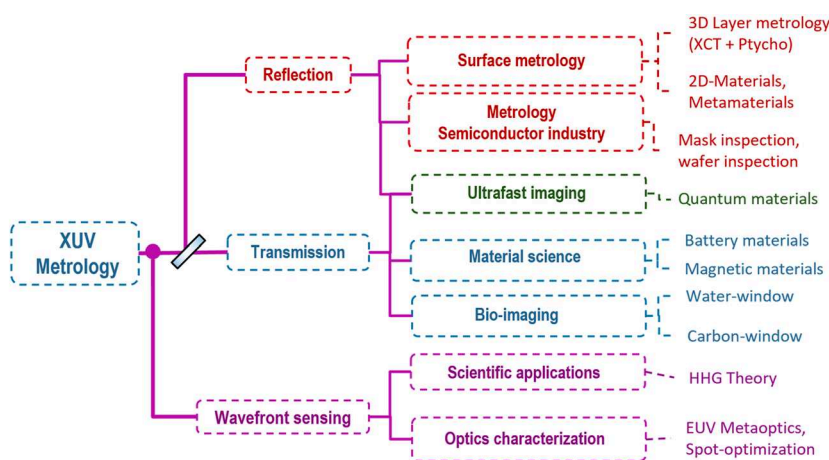 XUV
Metrology
Reflection
Surface metrology
3D Layer metrology
(XCT + Ptycho)
2D-Materials,
Metamaterials
Metrology
Semiconductor industry
Mask inspection,
wafer inspection
Ultrafast imaging
Quantum materials
Transmission
Material science
Battery materials
Magnetic materials
Bio-imaging
Water-window
Carbon-window
Wavefront sensing
Scientific applications
HHG Theory
Optics characterization
EUV Metaoptics,
Spot-optimization